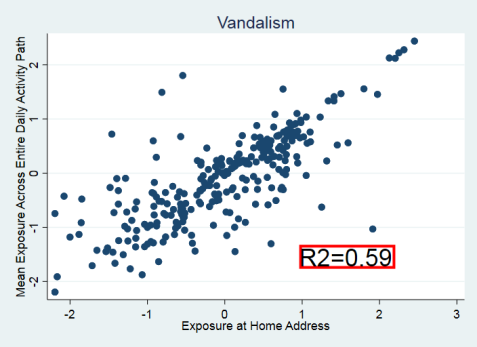 Vandalism
Mean Exposure Across Entire Daily Activity Path
2
1
0
-1
-2
R2=0.59
-2 -1 0 1 2 3
Exposure at Home Address